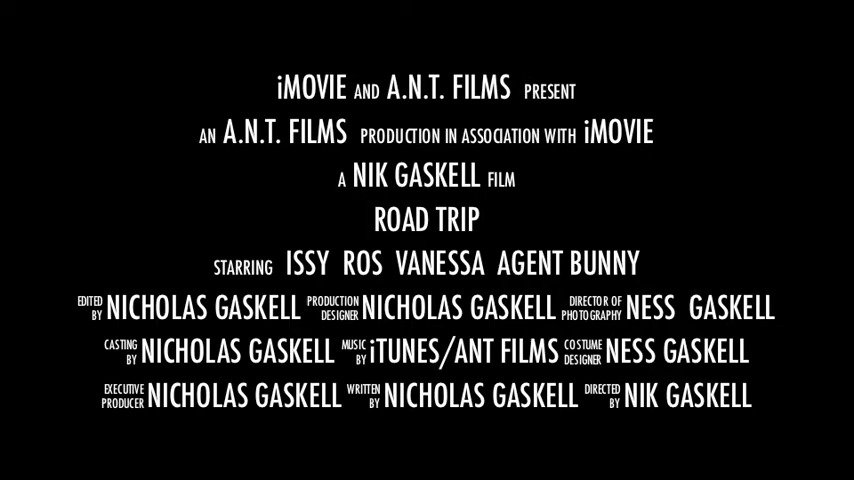 iMOVIE AND A.N.T. FILMS PRESENT
AN A.N.T. FILMS PRODUCTION IN ASSOCIATION WITH iMOVIE
A NIK GASKELL FILM
ROAD TRIP
STARRING ISSY ROS VANESSA AGENT BUNNY
EDITED BY NICHOLAS GASKELL PRODUCTION DESIGNER NICHOLAS GASKELL DIRECTOR OF PHOTOGRAPHY NESS GASKELL
CASTING BY NICHOLAS GASKELL MUSIC BY iTUNES/ANT FILMS COSTUME DESIGNER NESS GASKELL
EXECUTIVE PRODUCER NICHOLAS GASKELL WRITTEN BY NICHOLAS GASKELL DIRECTED BY NIK GASKELL